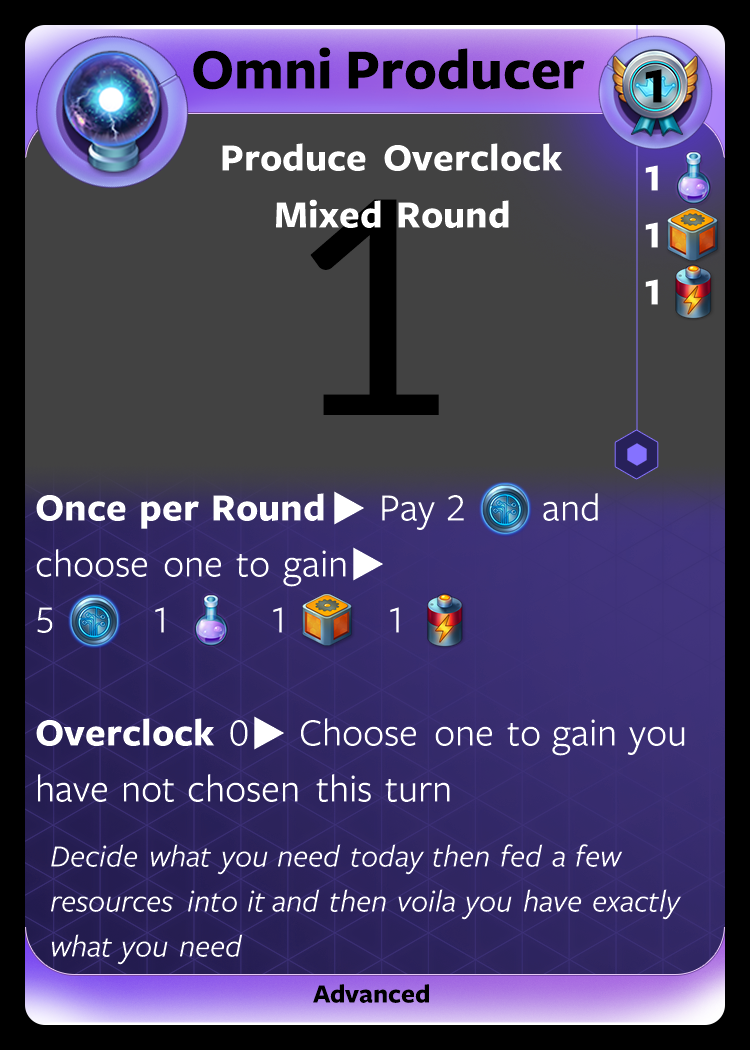 Omni Producer
1
Produce Overclock
Mixed Round
1
1
1
1
Once per Round▶ Pay 2 and
choose one to gain▶
5 1 1 1
Overclock 0▶ Choose one to gain you
have not chosen this turn
Decide what you need today then fed a few
resources into it and then voila you have exactly
what you need
Advanced